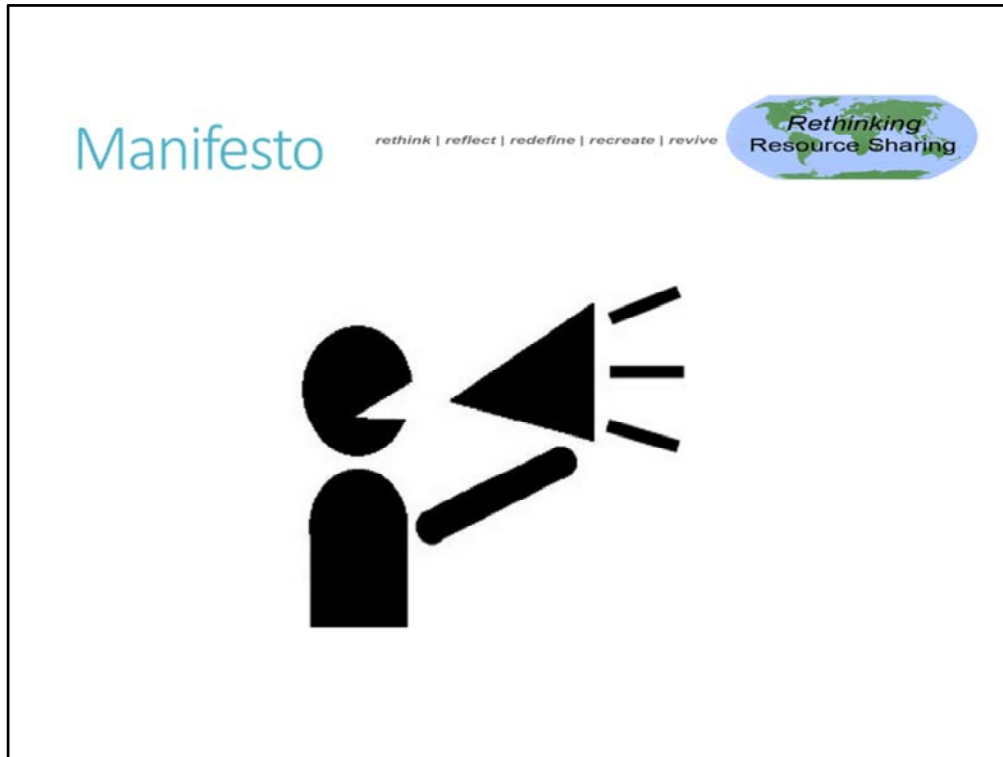 Manifesto
rethink | reflect | redefine | recreate | revive
Rethinking
Resource Sharing